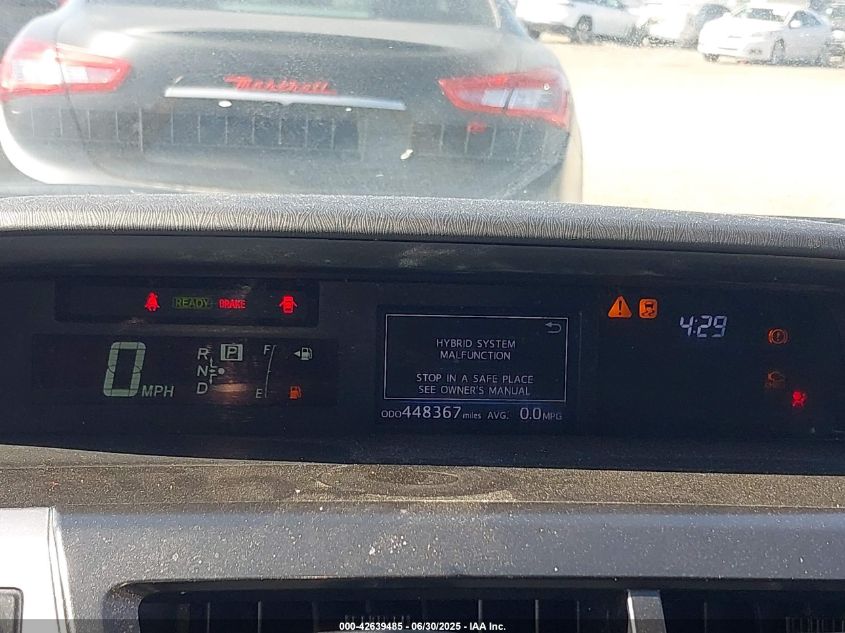 Maserati
READY BRAKE
4:29
0 MPH
R
N
D
P
F
E
HYBRID SYSTEM
MALFUNCTION
STOP IN A SAFE PLACE
SEE OWNER'S MANUAL
ODO 448367 miles AVG. 0.0 MPG
000-42639485 - 06/30/2025 - IAA, Inc.